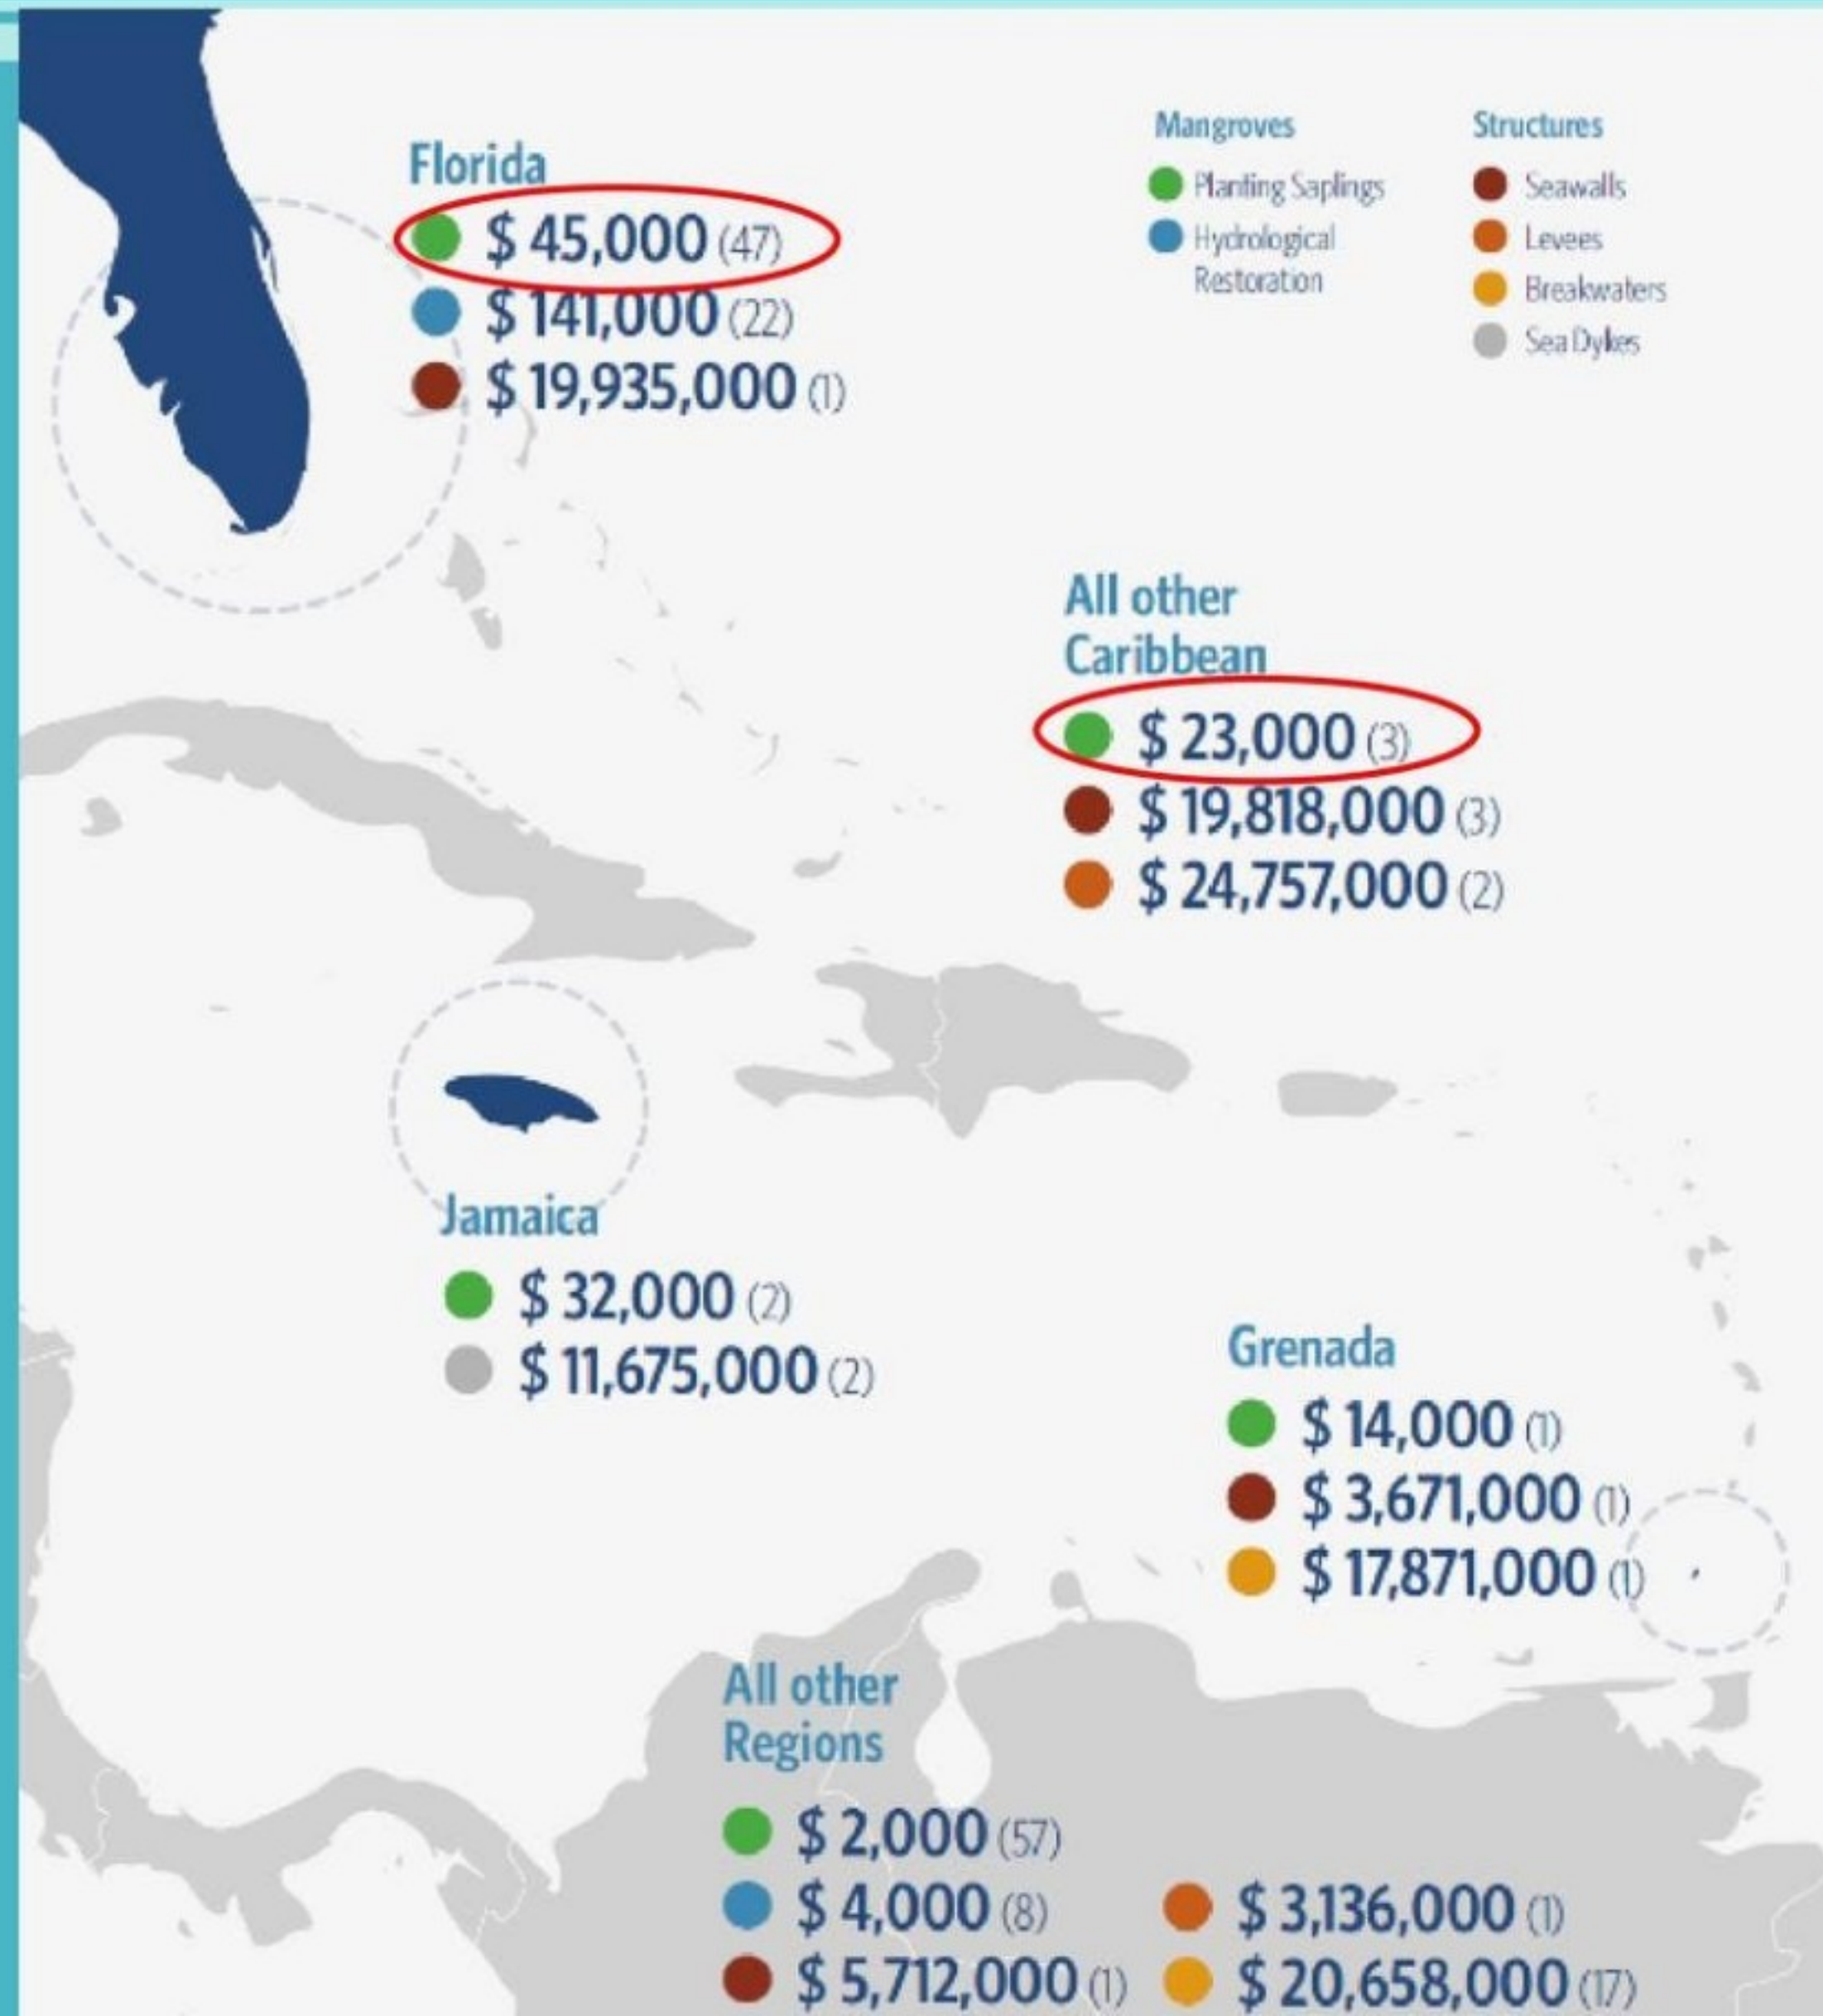 Mangroves
Planting Saplings
Hydrological
Restoration
Structures
Seawalls
Levees
Breakwaters
Sea Dykes
Florida
$ 45,000 (47)
$ 141,000 (22)
$ 19,935,000 (1)
All other
Caribbean
$ 23,000 (3)
$ 19,818,000 (3)
$ 24,757,000 (2)
Jamaica
$ 32,000 (2)
$ 11,675,000 (2)
Grenada
$ 14,000 (1)
$ 3,671,000 (1)
$ 17,871,000 (1)
All other
Regions
$ 2,000 (57)
$ 4,000 (8)
$ 5,712,000 (1)
$ 3,136,000 (1)
$ 20,658,000 (17)